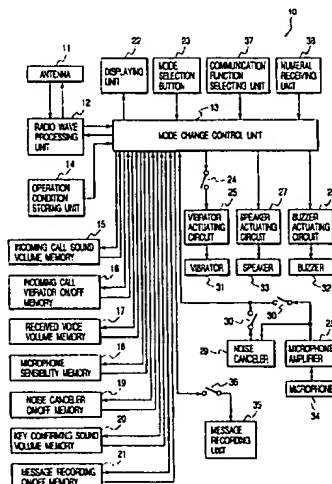 10
11
22
23
37
38
ANTENNA
DISPLAYING
UNIT
MODE
SELECTION
BUTTON
COMMUNICATION
FUNCTION
SELECTING UNIT
NUMERAL
RECEIVING
UNIT
12
13
RADIO WAVE
PROCESSING
UNIT
MODE CHANGE CONTROL UNIT
14
OPERATION
CONDITION
STORING UNIT
24
25
27
15
VIBRATOR
ACTUATING
CIRCUIT
SPEAKER
ACTUATING
CIRCUIT
BUZZER
ACTUATING
CIRCUIT
INCOMING CALL SOUND
VOLUME MEMORY
16
31
33
32
VIBRATOR
SPEAKER
BUZZER
INCOMING CALL
VIBRATOR ON/OFF
MEMORY
17
RECEIVED VOICE
VOLUME MEMORY
30
30
18
MICROPHONE
SENSIBILITY MEMORY
29
NOISE
CANCELER
MICROPHONE
AMPLIFIER
19
NOISE CANCELER
ON/OFF MEMORY
36
MICROPHONE
34
20
KEY CONFIRMING SOUND
VOLUME MEMORY
35
MESSAGE
RECORDING
UNIT
21
MESSAGE RECORDING
ON/OFF MEMORY